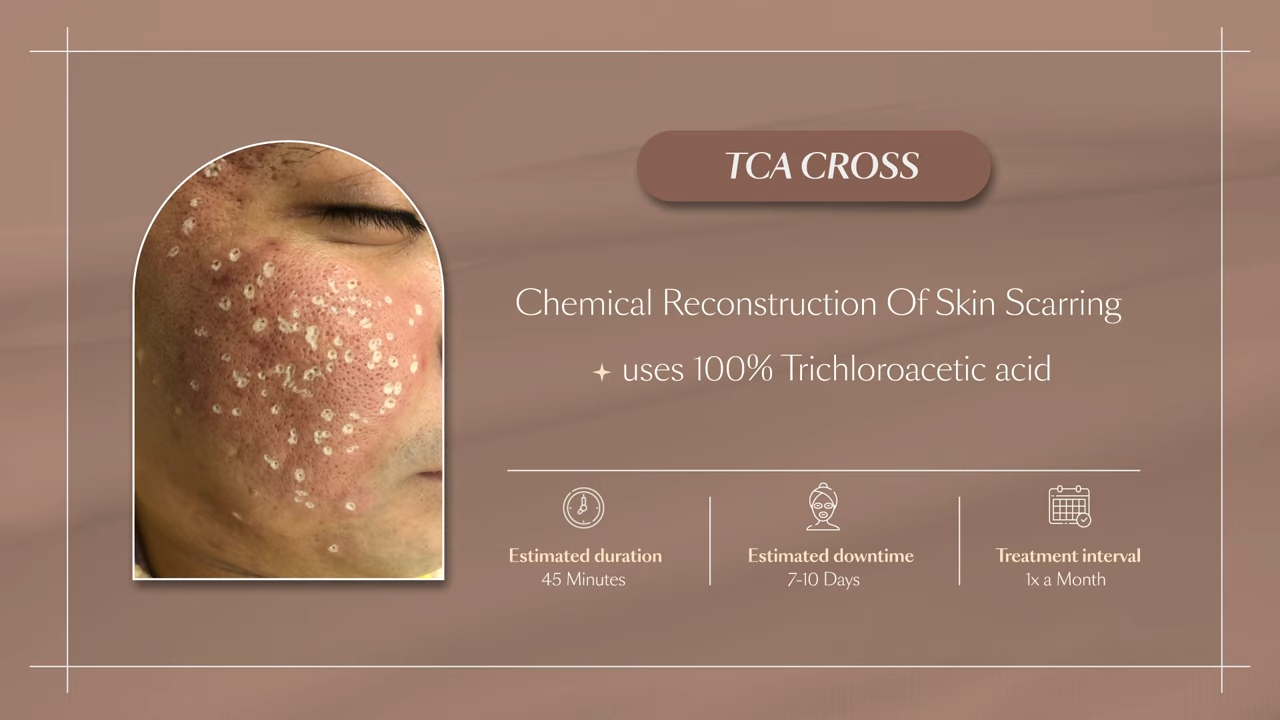 TCA CROSS
Chemical Reconstruction Of Skin Scarring
uses 100% Trichloroacetic acid
Estimated duration
45 Minutes
Estimated downtime
7-10 Days
Treatment interval
1x a Month